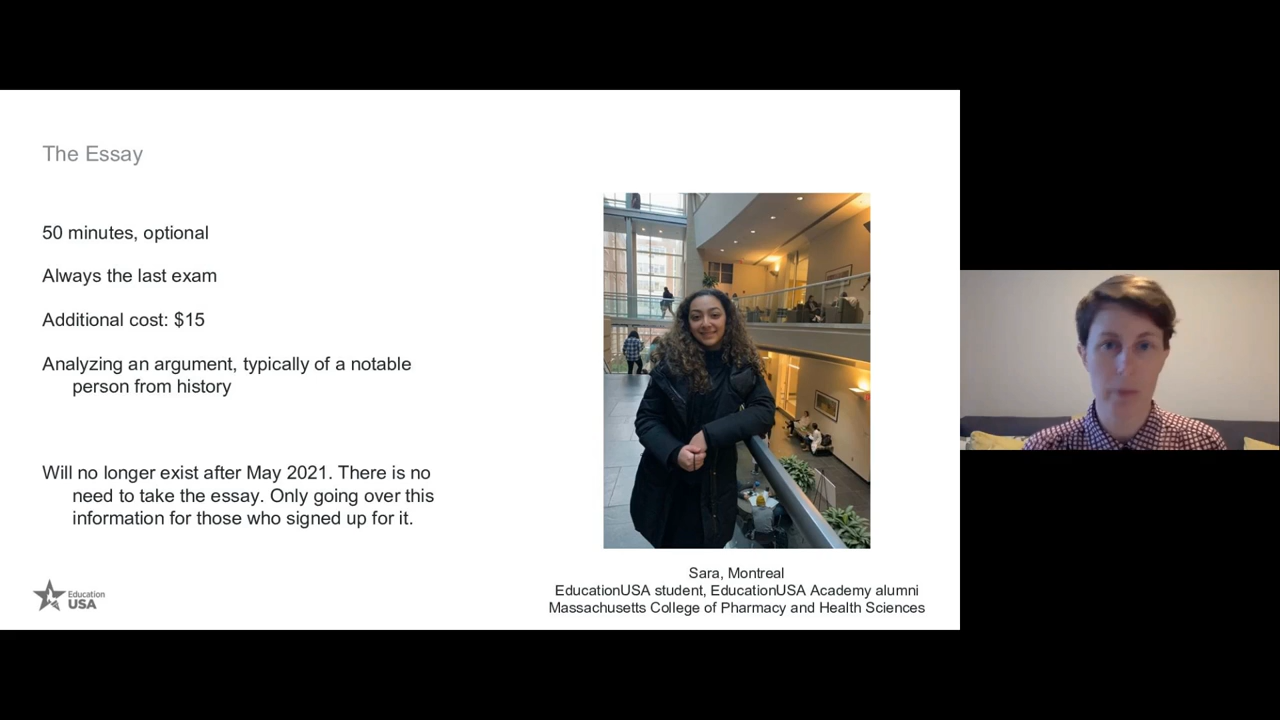 The Essay
50 minutes, optional
Always the last exam
Additional cost: $15
Analyzing an argument, typically of a notable
person from history
Will no longer exist after May 2021. There is no
need to take the essay. Only going over this
information for those who signed up for it.
Education
USA
Sara, Montreal
EducationUSA student, EducationUSA Academy alumni
Massachusetts College of Pharmacy and Health Sciences